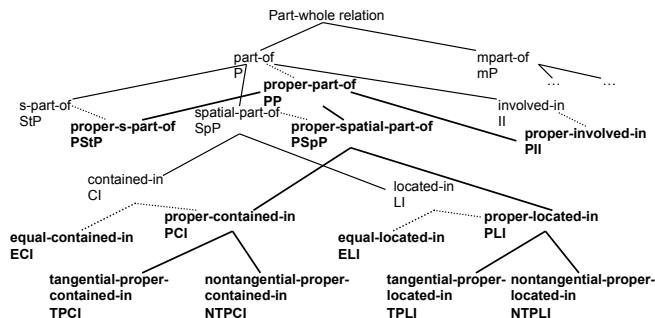 Part-whole relation
part-of
P
mpart-of
mP
proper-part-of
PP
... ...
s-part-of
StP
proper-s-part-of
PStP
spatial-part-of
SpP
proper-spatial-part-of
PSpP
involved-in
II
proper-involved-in
PII
contained-in
CI
located-in
LI
proper-contained-in
PCI
proper-located-in
PLI
equal-contained-in
ECI
equal-located-in
ELI
tangential-proper-
contained-in
TPCI
nontangential-proper-
contained-in
NTPCI
tangential-proper-
located-in
TPLI
nontangential-proper-
located-in
NTPLI